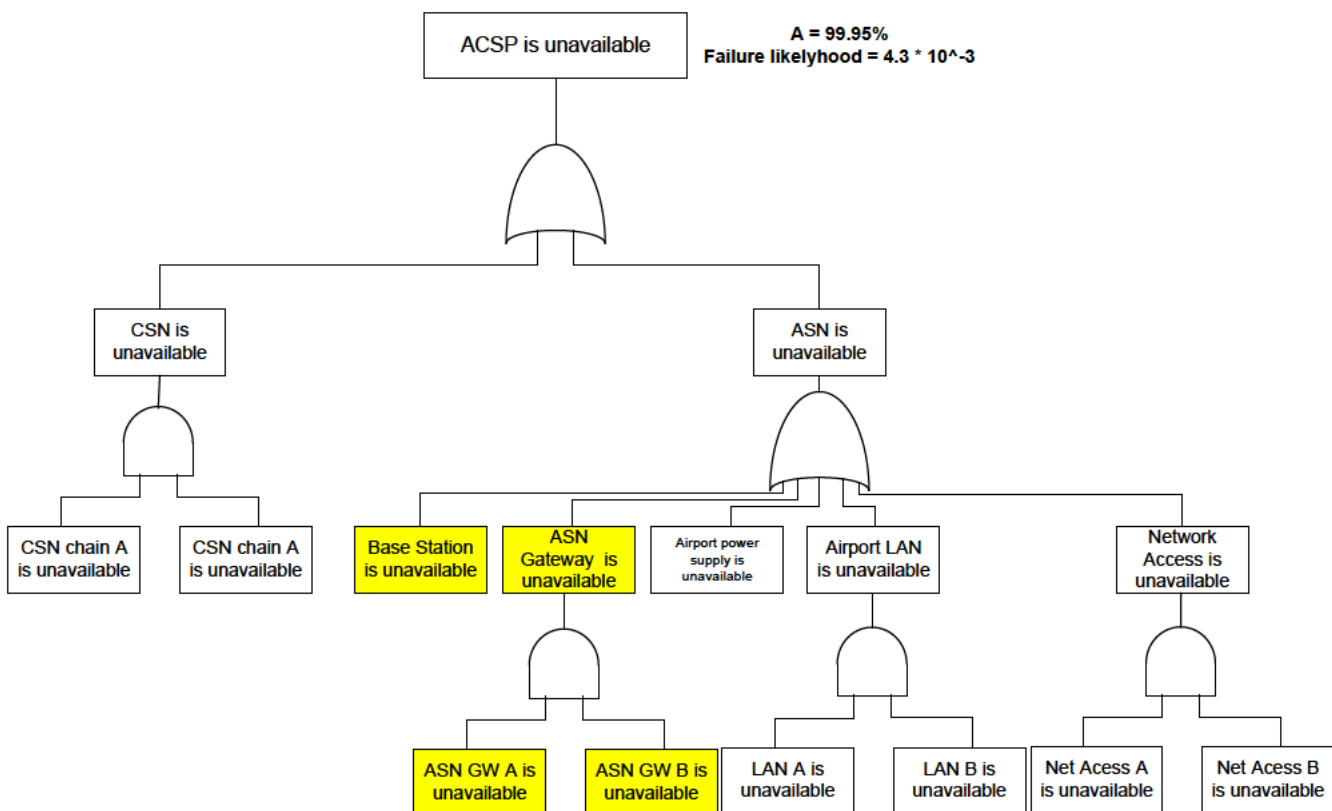 ACSP is unavailable
A = 99.95%
Failure likelyhood = 4.3 * 10^-3
CSN is
unavailable
ASN is
unavailable
CSN chain A
is unavailable
CSN chain A
is unavailable
Base Station
is unavailable
ASN
Gateway is
unavailable
Airport power
supply is
unavailable
Airport LAN
is unavailable
Network
Access is
unavailable
ASN GW A is
unavailable
ASN GW B is
unavailable
LAN A is
unavailable
LAN B is
unavailable
Net Acess A
is unavailable
Net Acess B
is unavailable